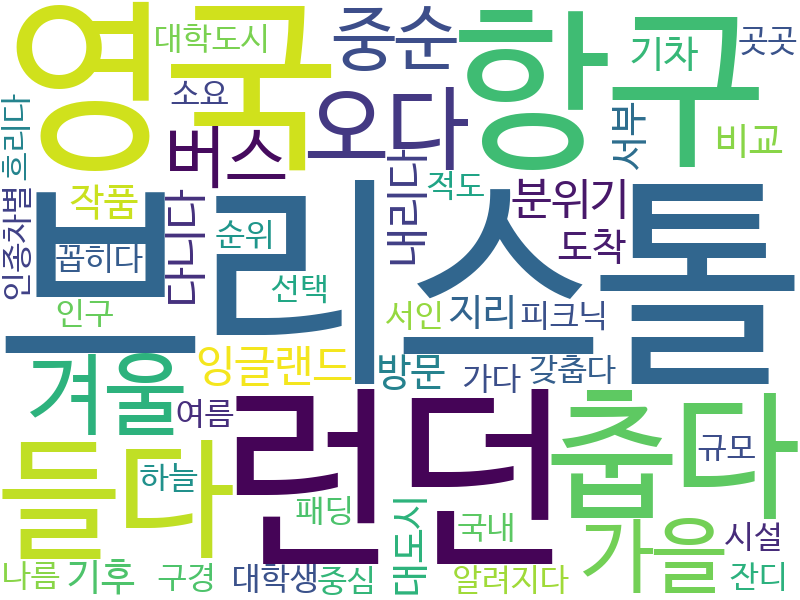 대학도시
중순
기차
곳곳
영국
소요
오다
항구
서부
비교
흐리다
버스
내리다
적도
분위기
인종차별
작품
다니다
순위
도착
꼽히다
브리스톨
선택
인구
서인
지리
피크닉
겨울
잉글랜드
방문
가다
갖춥다
여름
런던
춥다
들다
하늘
규모
패딩
대도시
국내
가을
시설
나름
기후
구경
대학생
중심
알려지다
잔디